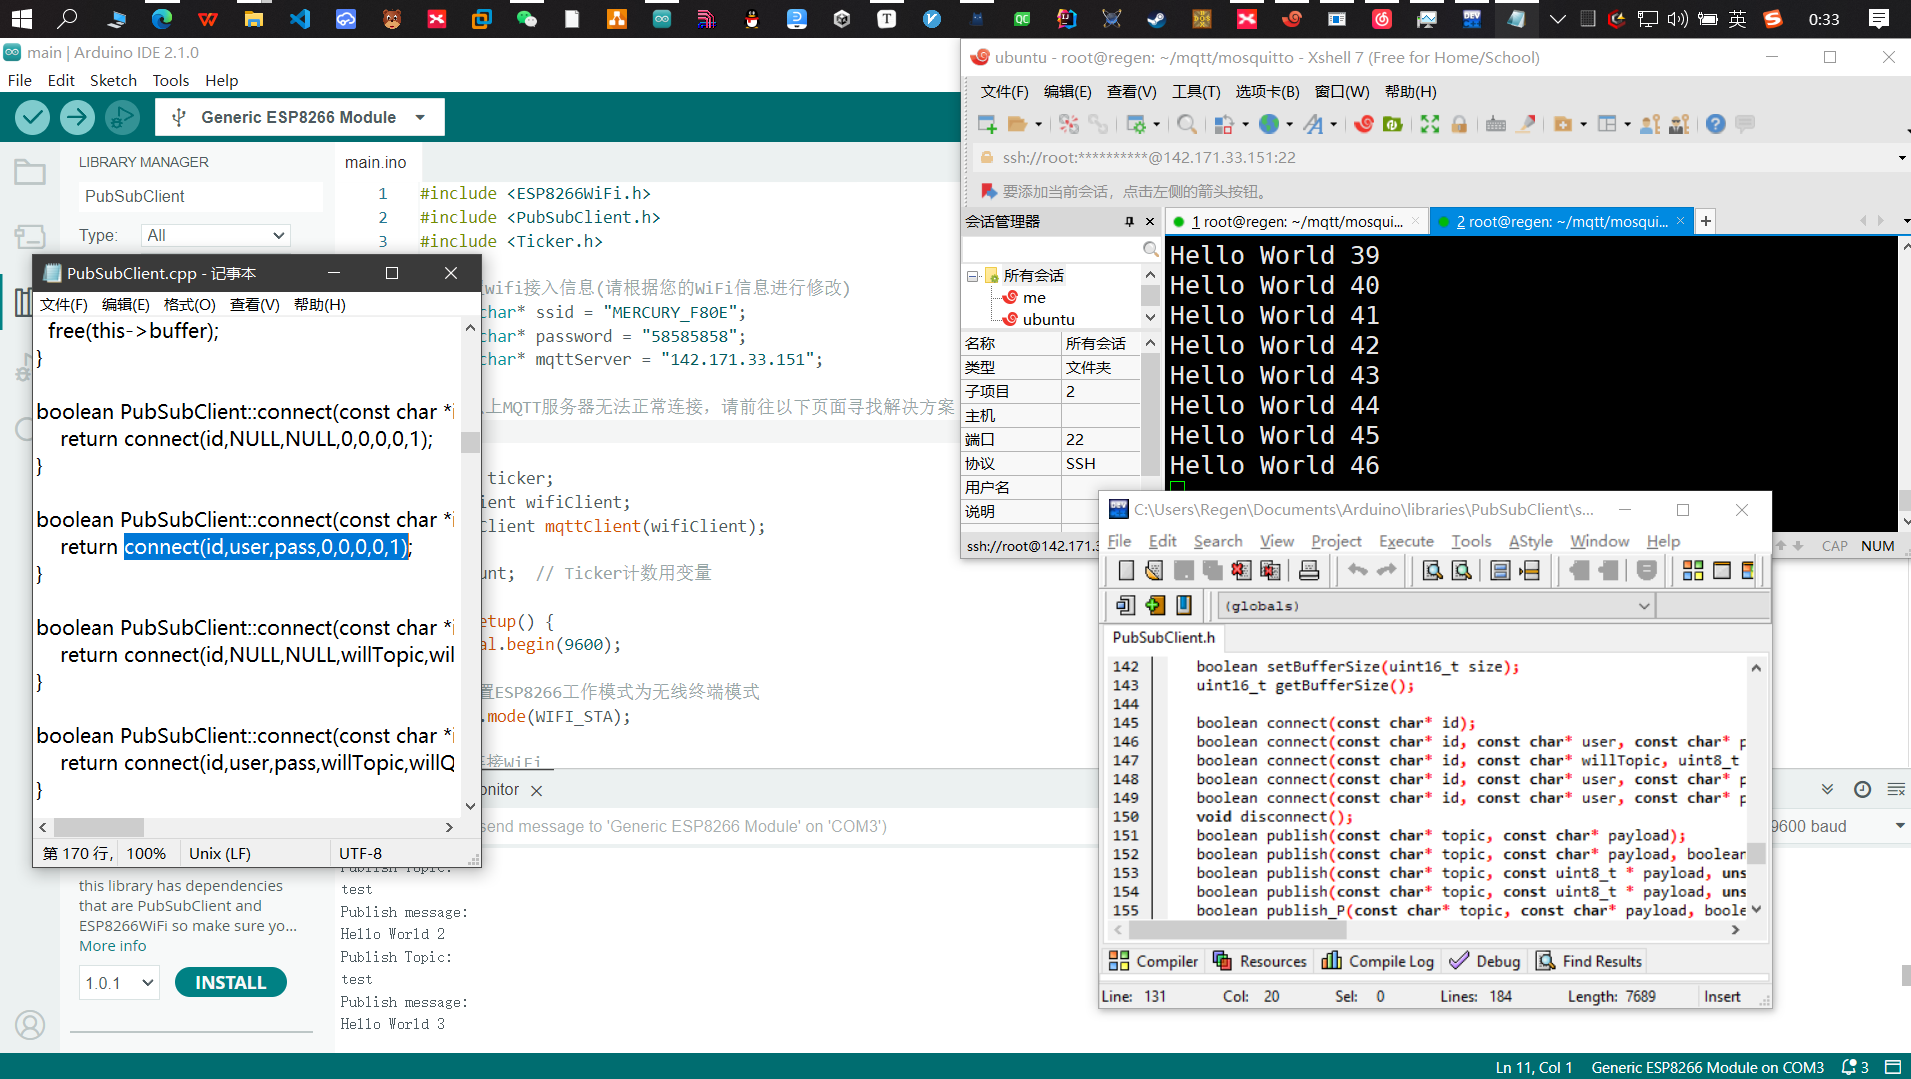 英
0:33
main | Arduino IDE 2.1.0
File Edit Sketch Tools Help
Generic ESP8266 Module
LIBRARY MANAGER
PubSubClient
Type: All
this library has dependencies
that are PubSubClient and
ESP8266WiFi so make sure yo...
More info
1.0.1
INSTALL
main.ino
1 #include <ESP8266WiFi.h>
2 #include <PubSubClient.h>
3 #include <Ticker.h>
wifi接入信息(请根据您的WiFi信息进行修改)
char* ssid = "MERCURY_F80E";
char* password = "58585858";
char* mqttServer = "142.171.33.151";
上MQTT服务器无法正常连接，请前往以下页面寻找解决方案
ticker;
ient wifiClient;
Client mqttClient(wifiClient);
unt;  // Ticker计数用变量
etup() {
al.begin(9600);
置ESP8266工作模式为无线终端模式
.mode(WIFI_STA);
接WiFi
onitor
send message to 'Generic ESP8266 Module' on 'COM3')
9600 baud
Publish Topic:
test
Publish message:
Hello World 2
Publish Topic:
test
Publish message:
Hello World 3
Ln 11, Col 1
Generic ESP8266 Module on COM3
3
PubSubClient.cpp - 记事本
文件(F) 编辑(E) 格式(O) 查看(V) 帮助(H)
free(this->buffer);
}
boolean PubSubClient::connect(const char *i
return connect(id,NULL,NULL,0,0,0,0,1);
}
boolean PubSubClient::connect(const char *i
return connect(id,user,pass,0,0,0,0,1);
}
boolean PubSubClient::connect(const char *i
return connect(id,NULL,NULL,willTopic,wil
}
boolean PubSubClient::connect(const char *i
return connect(id,user,pass,willTopic,willQ
}
第 170 行,
100%
Unix (LF)
UTF-8
ubuntu - root@regen: ~/mqtt/mosquitto - Xshell 7 (Free for Home/School)
文件(F) 编辑(E) 查看(V) 工具(T) 选项卡(B) 窗口(W) 帮助(H)
ssh://root:**********@142.171.33.151:22
要添加当前会话，点击左侧的箭头按钮。
会话管理器
1 root@regen: ~/mqtt/mosqui...
2 root@regen: ~/mqtt/mosqu...
所有会话
me
ubuntu
名称 所有会话
类型 文件夹
子项目 2
主机
端口 22
协议 SSH
用户名
说明
Hello World 39
Hello World 40
Hello World 41
Hello World 42
Hello World 43
Hello World 44
Hello World 45
Hello World 46
ssh://root@142.171.3
CAP NUM
C:\Users\Regen\Documents\Arduino\libraries\PubSubClient\s...
File Edit Search View Project Execute Tools AStyle Window Help
(globals)
PubSubClient.h
142 boolean setBufferSize(uint16_t size);
143 uint16_t getBufferSize();
144
145 boolean connect(const char* id);
146 boolean connect(const char* id, const char* user, const char* p
147 boolean connect(const char* id, const char* willTopic, uint8_t
148 boolean connect(const char* id, const char* user, const char* p
149 boolean connect(const char* id, const char* user, const char* p
150 void disconnect();
151 boolean publish(const char* topic, const char* payload);
152 boolean publish(const char* topic, const char* payload, boolean
153 boolean publish(const char* topic, const uint8_t * payload, uns
154 boolean publish(const char* topic, const uint8_t * payload, uns
155 boolean publish_P(const char* topic, const char* payload, boole
Compiler Resources Compile Log Debug Find Results
Line: 131 Col: 20 Sel: 0 Lines: 184 Length: 7689 Insert